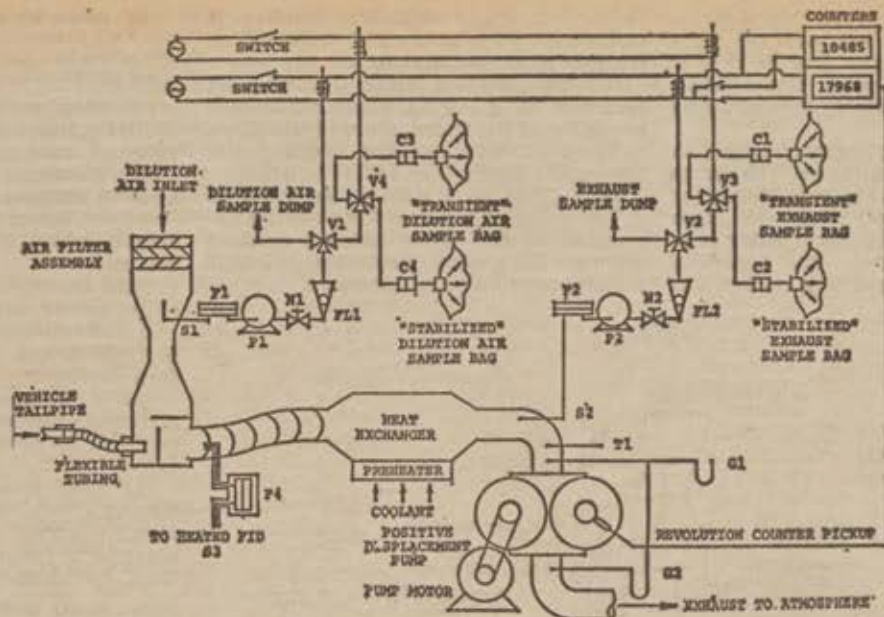 COUNTERS
SWITCH
10485
SWITCH
17968
DILUTION
AIR INLET
C3
C1
DILUTION AIR
SAMPLE DUMP
V4
"TRANSIENT"
DILUTION AIR
SAMPLE BAG
EXHAUST
SAMPLE DUMP
V3
"TRANSIENT"
EXHAUST
SAMPLE BAG
V1
V2
AIR FILTER
ASSEMBLY
C4
C2
F1
N1
FL1
F2
N2
FL2
S1
P1
"STABILIZED"
DILUTION AIR
SAMPLE BAG
P2
"STABILIZED"
EXHAUST
SAMPLE BAG
VEHICLE
TAILPIPE
HEAT
EXCHANGER
S2
T1
FLEXIBLE
TUBING
PREHEATER
G1
F4
COOLANT
TO HEATED FID
S3
POSITIVE
DISPLACEMENT
PUMP
REVOLUTION COUNTER PICKUP
G2
PUMP MOTOR
EXHAUST TO ATMOSPHERE